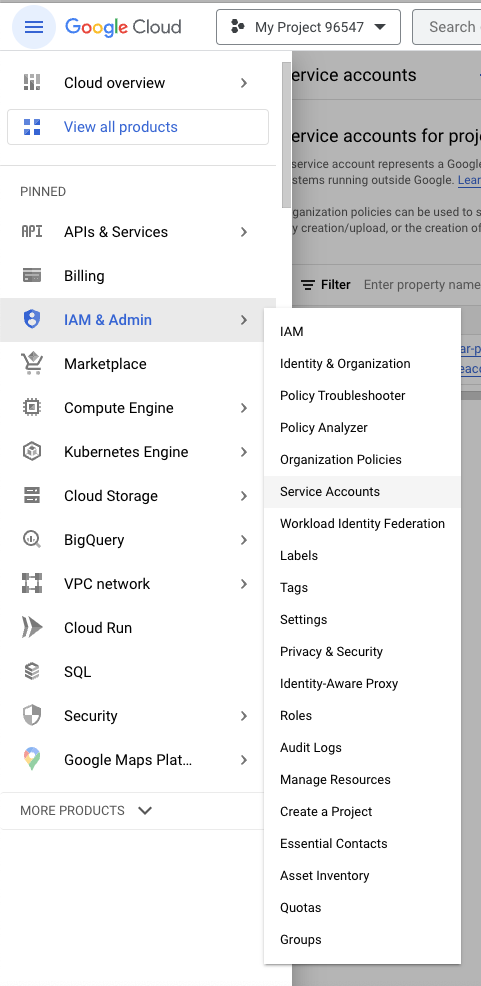 Google Cloud
My Project 96547
Search
Cloud overview
View all products
PINNED
API APIs & Services
Billing
IAM & Admin
Marketplace
Compute Engine
Kubernetes Engine
Cloud Storage
BigQuery
VPC network
Cloud Run
SQL
Security
Google Maps Plat...
MORE PRODUCTS
ervice accounts
ervice accounts for proj
service account represents a Google
stems running outside Google. Lear
ganization policies can be used to s
y creation/upload, or the creation of
Filter Enter property name
ar-p
eac
IAM
Identity & Organization
Policy Troubleshooter
Policy Analyzer
Organization Policies
Service Accounts
Workload Identity Federation
Labels
Tags
Settings
Privacy & Security
Identity-Aware Proxy
Roles
Audit Logs
Manage Resources
Create a Project
Essential Contacts
Asset Inventory
Quotas
Groups